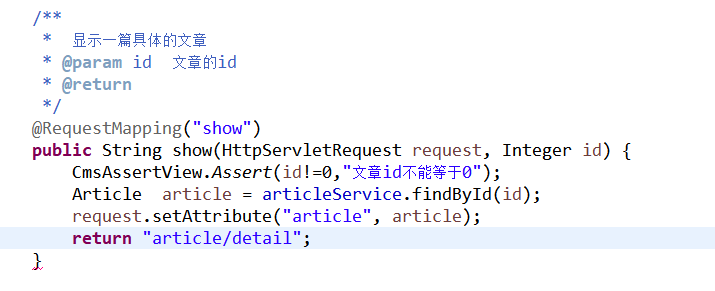 /**
 *  显示一篇具体的文章
 * @param id  文章的id
 * @return
 */
@RequestMapping("show")
public String show(HttpServletRequest request, Integer id) {
    CmsAssertView.Assert(id!=0,"文章id不能等于0");
    Article  article = articleService.findById(id);
    request.setAttribute("article", article);
    return "article/detail";
}